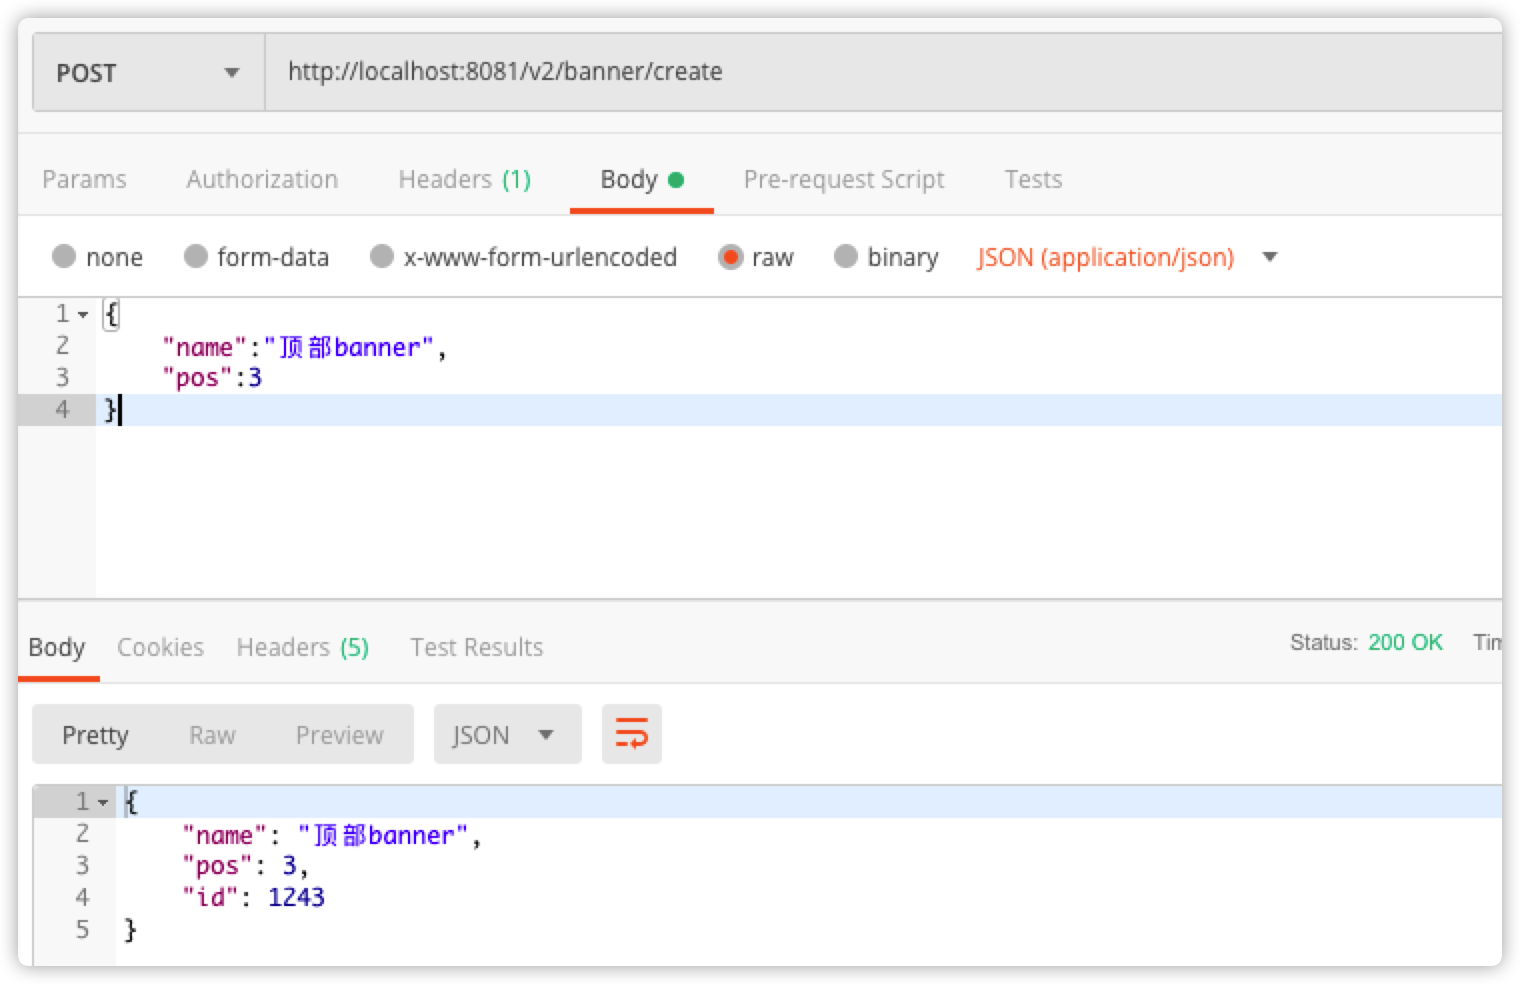 POST http://localhost:8081/v2/banner/create
Params Authorization Headers (1) Body Pre-request Script Tests
none form-data x-www-form-urlencoded raw binary JSON (application/json)
1 {
2 "name":"顶部banner",
3 "pos":3
4 }
Body Cookies Headers (5) Test Results Status: 200 OK
Pretty Raw Preview JSON
1 {
2 "name": "顶部banner",
3 "pos": 3,
4 "id": 1243
5 }